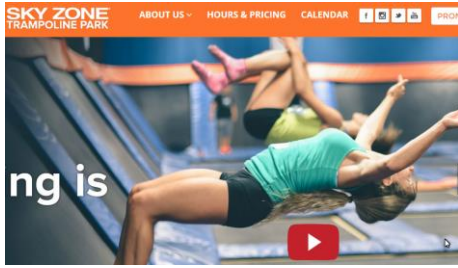 SKY ZONE
TRAMPOLINE PARK
ABOUT US
HOURS & PRICING
CALENDAR
f
PRO
ng is